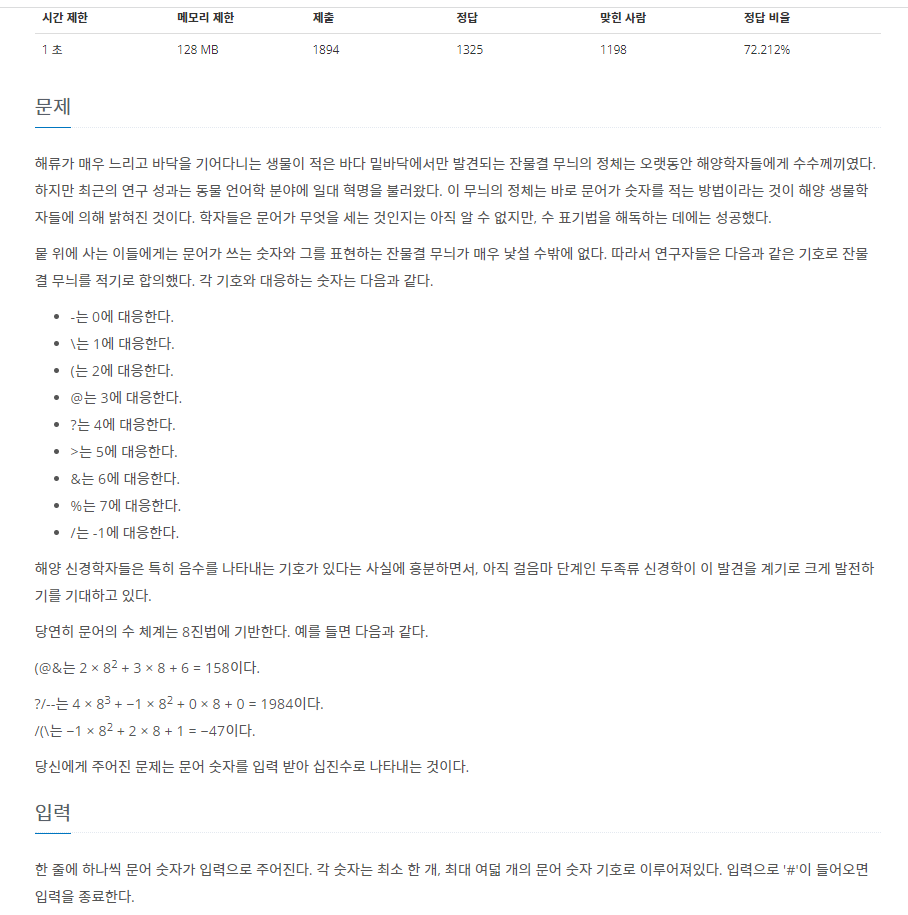 시간 제한 메모리 제한 제출 정답 맞힌 사람 정답 비율
1 초 128 MB 1894 1325 1198 72.212%
문제
해류가 매우 느리고 바닥을 기어다니는 생물이 적은 바다 밑바닥에서만 발견되는 잔물결 무늬의 정체는 오랫동안 해양학자들에게 수수께끼였다.
하지만 최근의 연구 성과는 동물 언어학 분야에 일대 혁명을 불러왔다. 이 무늬의 정체는 바로 문어가 숫자를 적는 방법이라는 것이 해양 생물학
자들에 의해 밝혀진 것이다. 학자들은 문어가 무엇을 세는 것인지는 아직 알 수 없지만, 수 표기법을 해독하는 데에는 성공했다.
뭍 위에 사는 이들에게는 문어가 쓰는 숫자와 그를 표현하는 잔물결 무늬가 매우 낯설 수밖에 없다. 따라서 연구자들은 다음과 같은 기호로 잔물
결 무늬를 적기로 합의했다. 각 기호와 대응하는 숫자는 다음과 같다.
• -는 0에 대응한다.
• \는 1에 대응한다.
• (는 2에 대응한다.
• @는 3에 대응한다.
• ?는 4에 대응한다.
• >는 5에 대응한다.
• &는 6에 대응한다.
• %는 7에 대응한다.
• /는 -1에 대응한다.
해양 신경학자들은 특히 음수를 나타내는 기호가 있다는 사실에 흥분하면서, 아직 걸음마 단계인 두족류 신경학이 이 발견을 계기로 크게 발전하
기를 기대하고 있다.
당연히 문어의 수 체계는 8진법에 기반한다. 예를 들면 다음과 같다.
(@&는 2 × 8² + 3 × 8 + 6 = 158이다.
?/--는 4 × 8³ + −1 × 8² + 0 × 8 + 0 = 1984이다.
/(\는 −1 × 8² + 2 × 8 + 1 = −47이다.
당신에게 주어진 문제는 문어 숫자를 입력 받아 십진수로 나타내는 것이다.
입력
한 줄에 하나씩 문어 숫자가 입력으로 주어진다. 각 숫자는 최소 한 개, 최대 여덟 개의 문어 숫자 기호로 이루어져있다. 입력으로 '#'이 들어오면
입력을 종료한다.